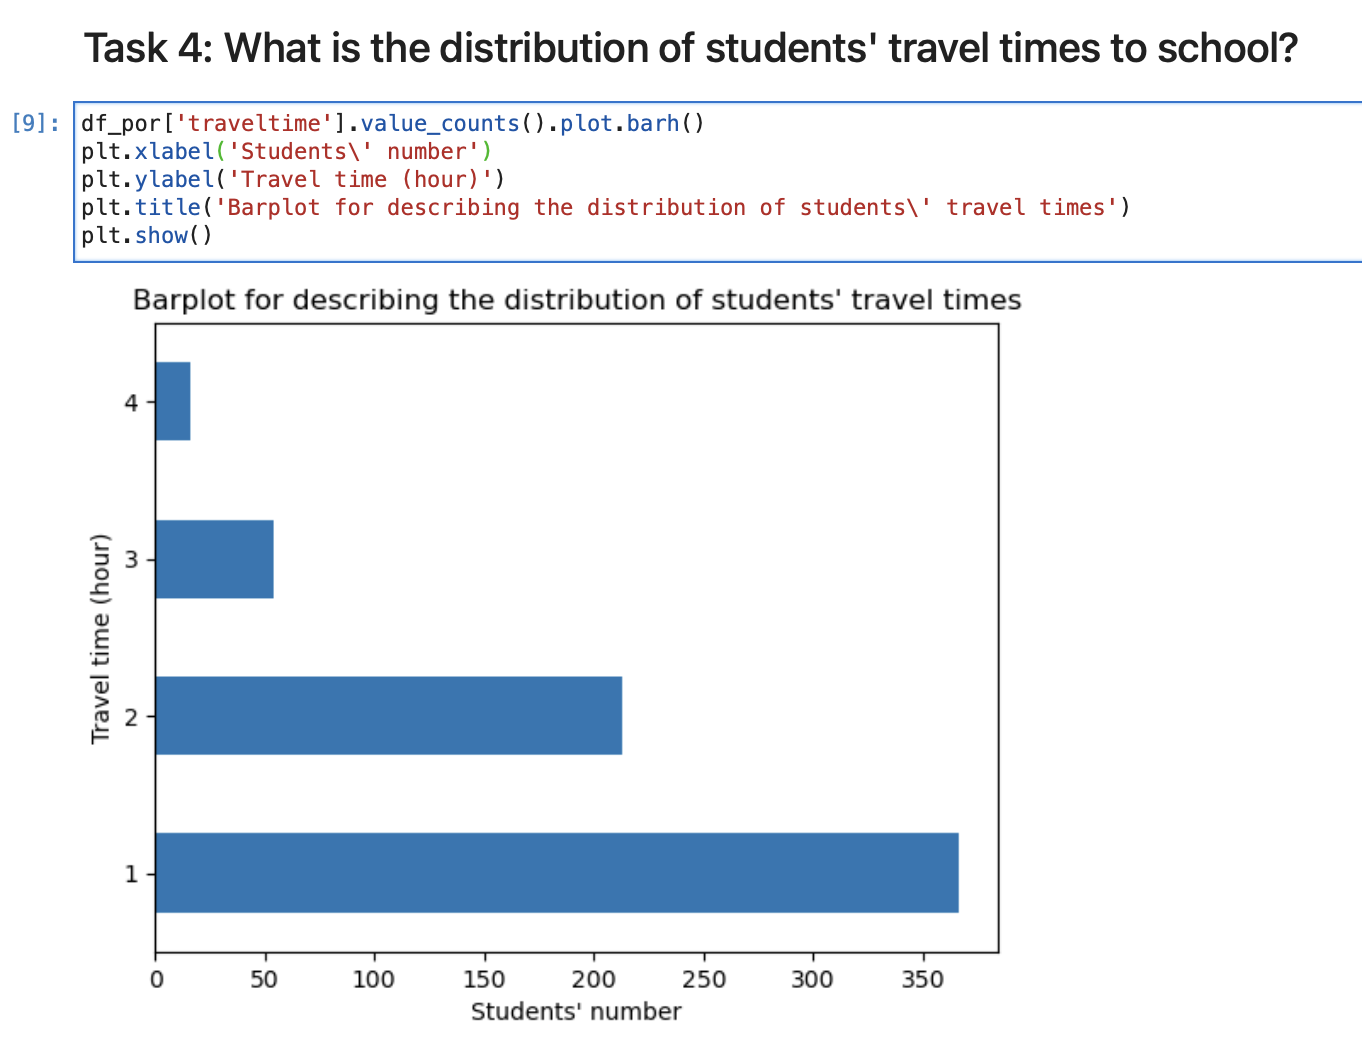 Task 4: What is the distribution of students' travel times to school?
[9]:
df_por['traveltime'].value_counts().plot.barh()
plt.xlabel('Students\' number')
plt.ylabel('Travel time (hour)')
plt.title('Barplot for describing the distribution of students\' travel times')
plt.show()
Barplot for describing the distribution of students' travel times
Travel time (hour)
4
3
2
1
0 50 100 150 200 250 300 350
Students' number